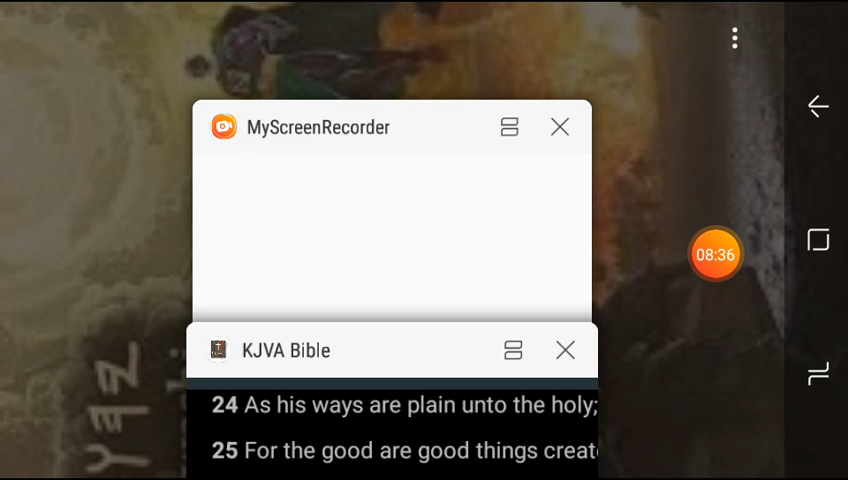 MyScreenRecorder
08:36
KJVA Bible
24 As his ways are plain unto the holy;
25 For the good are good things creat